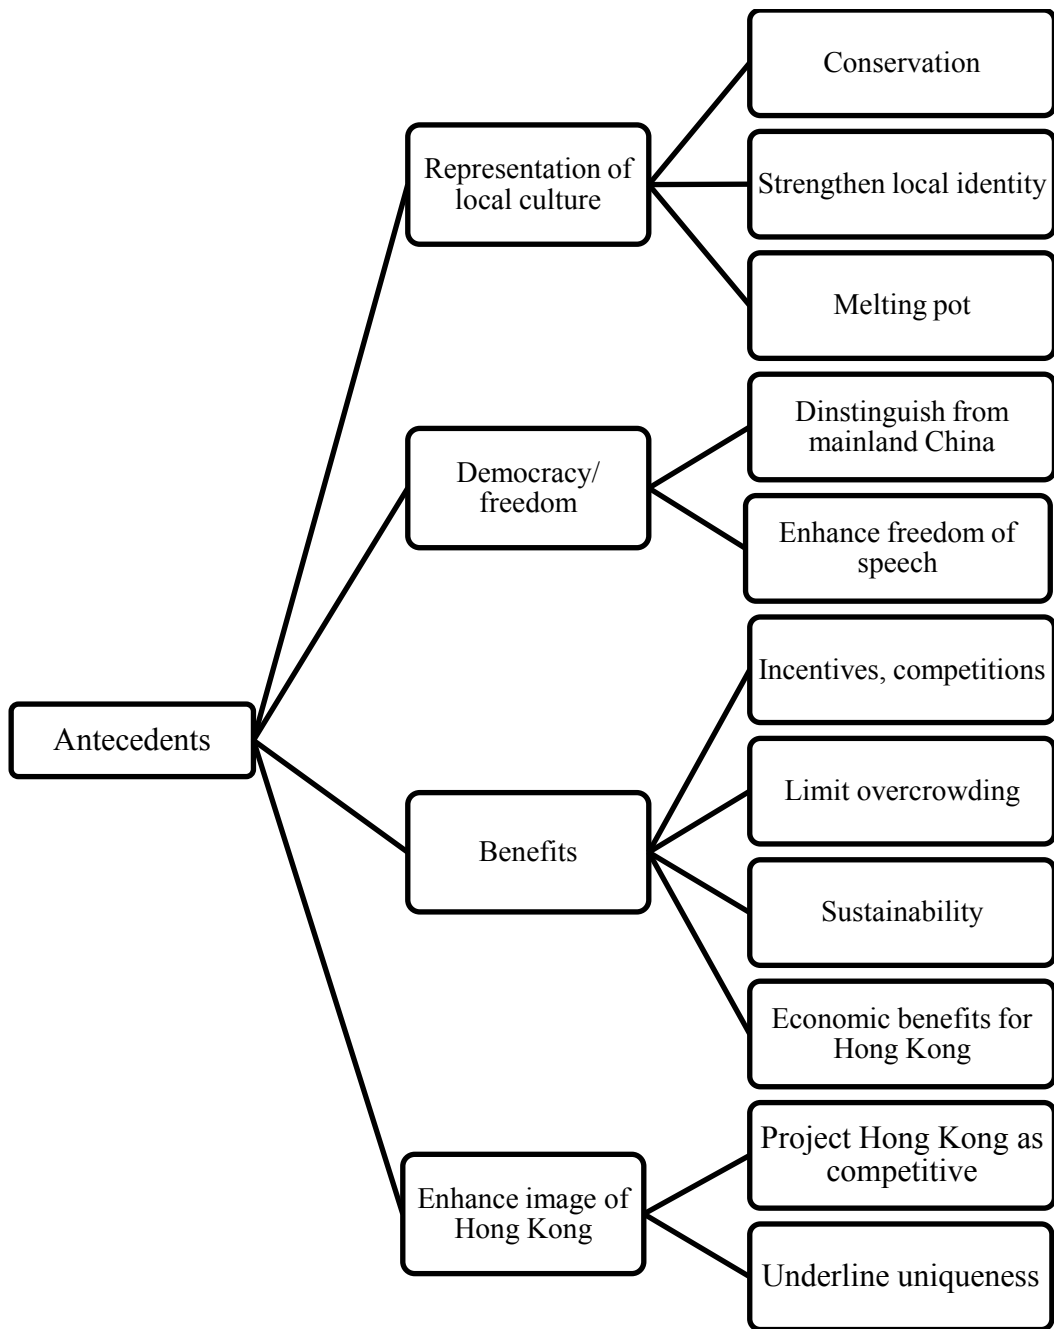 Antecedents
Representation of
local culture
Conservation
Strengthen local identity
Melting pot
Democracy/
freedom
Dinstinguish from
mainland China
Enhance freedom of
speech
Benefits
Incentives, competitions
Limit overcrowding
Sustainability
Economic benefits for
Hong Kong
Enhance image of
Hong Kong
Project Hong Kong as
competitive
Underline uniqueness